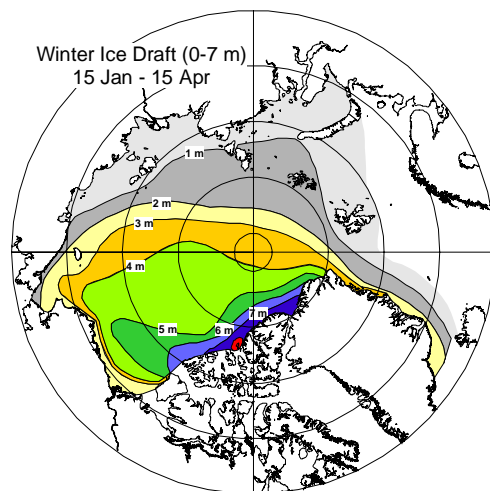 Winter Ice Draft (0-7 m)
15 Jan - 15 Apr
1 m
2 m
3 m
4 m
5 m
6 m
7 m